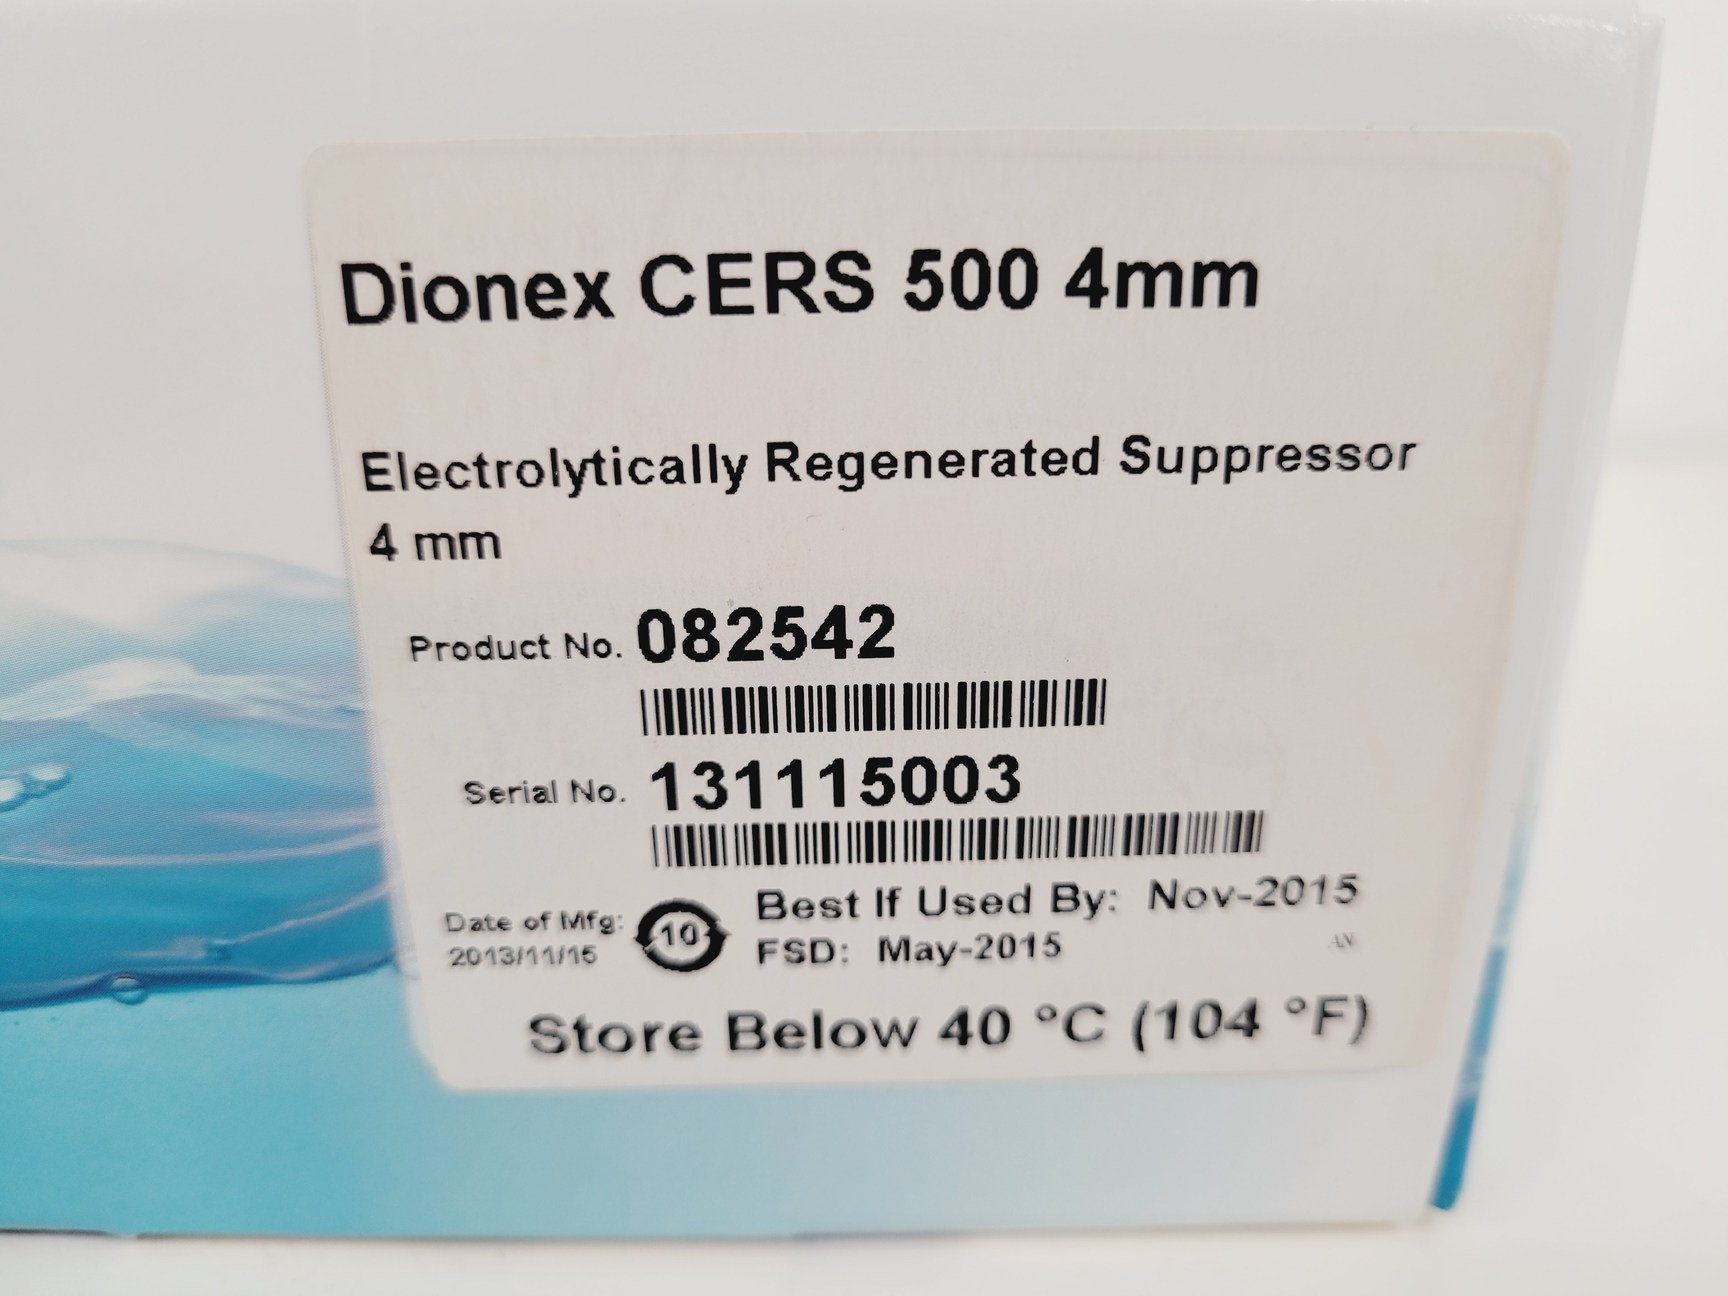 Dionex CERS 500 4mm
Electrolytically Regenerated Suppressor
4 mm
Product No. 082542
Serial No. 131115003
Date of Mfg:
2013/11/15
10
Best If Used By: Nov-2015
FSD: May-2015
AN
Store Below 40 °C (104 °F)